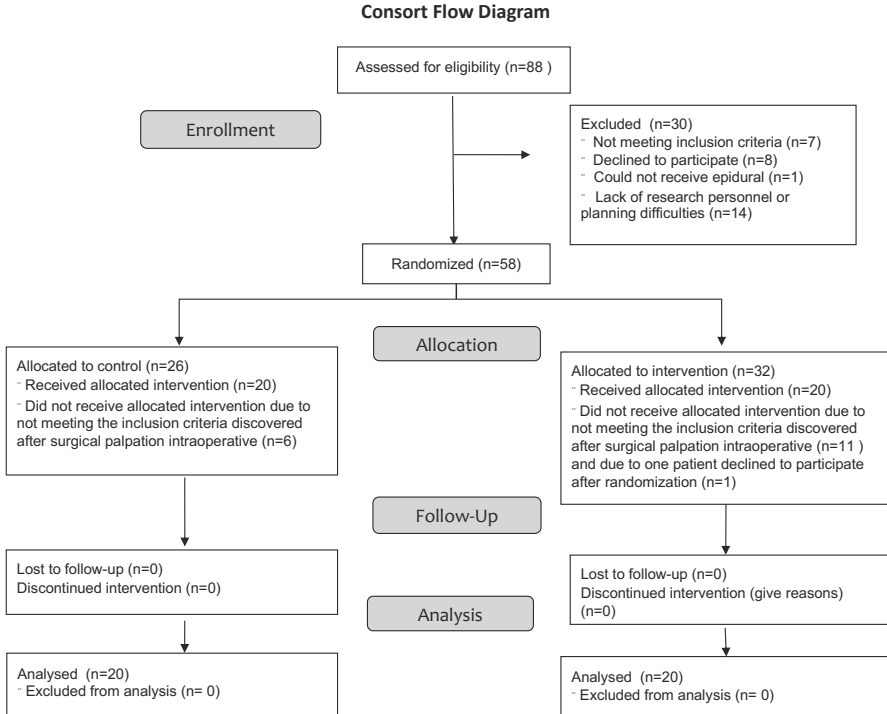 Consort Flow Diagram
Assessed for eligibility (n=88 )
Enrollment
Excluded (n=30)
¨ Not meeting inclusion criteria (n=7)
¨ Declined to participate (n=8)
¨ Could not receive epidural (n=1)
¨ Lack of research personnel or
planning difficulties (n=14)
Randomized (n=58)
Allocation
Allocated to control (n=26)
¨ Received allocated intervention (n=20)
¨ Did not receive allocated intervention due to
not meeting the inclusion criteria discovered
after surgical palpation intraoperative (n=6)
Allocated to intervention (n=32)
¨ Received allocated intervention (n=20)
¨ Did not receive allocated intervention due to
not meeting the inclusion criteria discovered
after surgical palpation intraoperative (n=11 )
and due to one patient declined to participate
after randomization (n=1)
Follow-Up
Lost to follow-up (n=0)
Discontinued intervention (n=0)
Lost to follow-up (n=0)
Discontinued intervention (give reasons)
(n=0)
Analysis
Analysed (n=20)
¨ Excluded from analysis (n= 0)
Analysed (n=20)
¨ Excluded from analysis (n= 0)